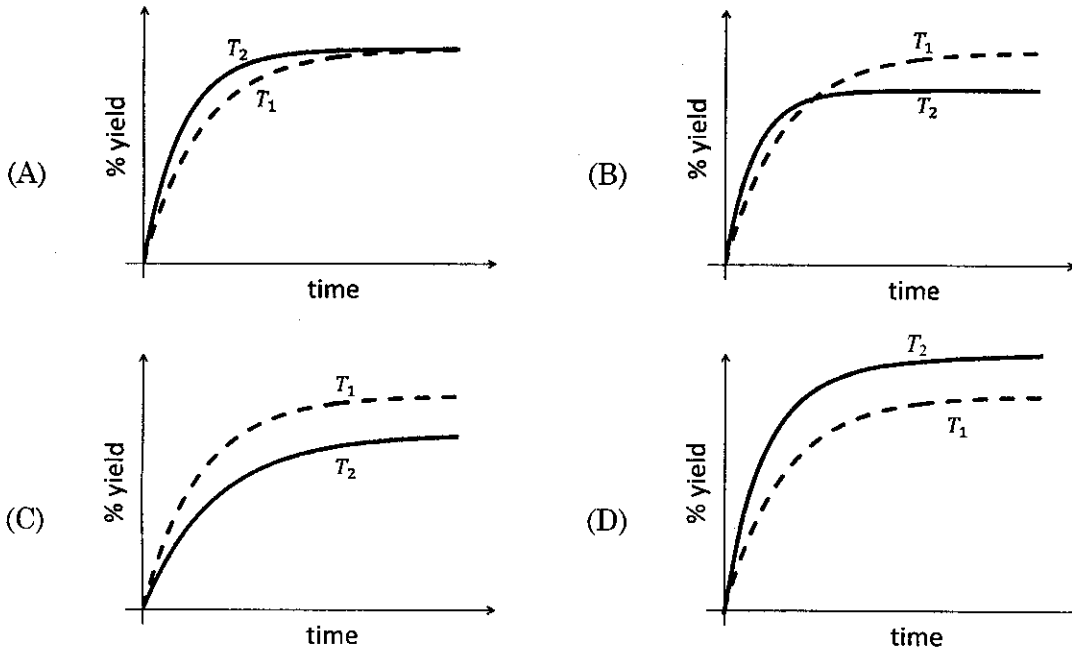 (A)
% yield
T₂
T₁
time
(B)
% yield
T₁
T₂
time
(C)
% yield
T₁
T₂
time
(D)
% yield
T₂
T₁
time